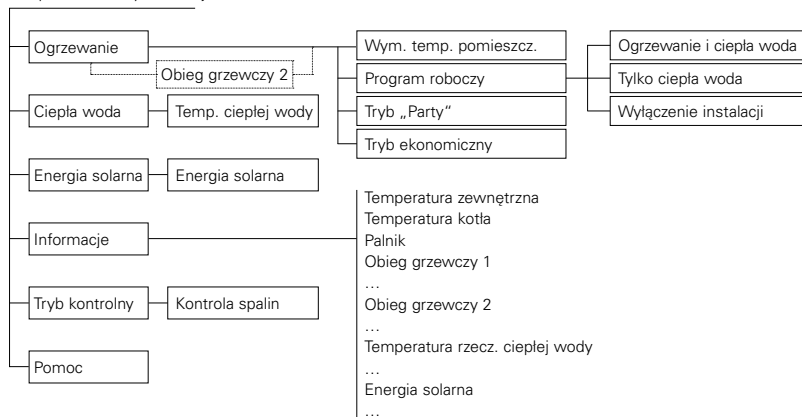 Ogrzewanie
Wym. temp. pomieszcz.
Ogrzewanie i ciepła woda
Obieg grzewczy 2
Program roboczy
Tylko ciepła woda
Ciepła woda
Temp. ciepłej wody
Tryb „Party“
Wyłączenie instalacji
Tryb ekonomiczny
Energia solarna
Energia solarna
Temperatura zewnętrzna
Temperatura kotła
Informacje
Palnik
Obieg grzewczy 1
...
Tryb kontrolny
Kontrola spalin
Obieg grzewczy 2
...
Temperatura rzecz. ciepłej wody
Pomoc
...
Energia solarna
...